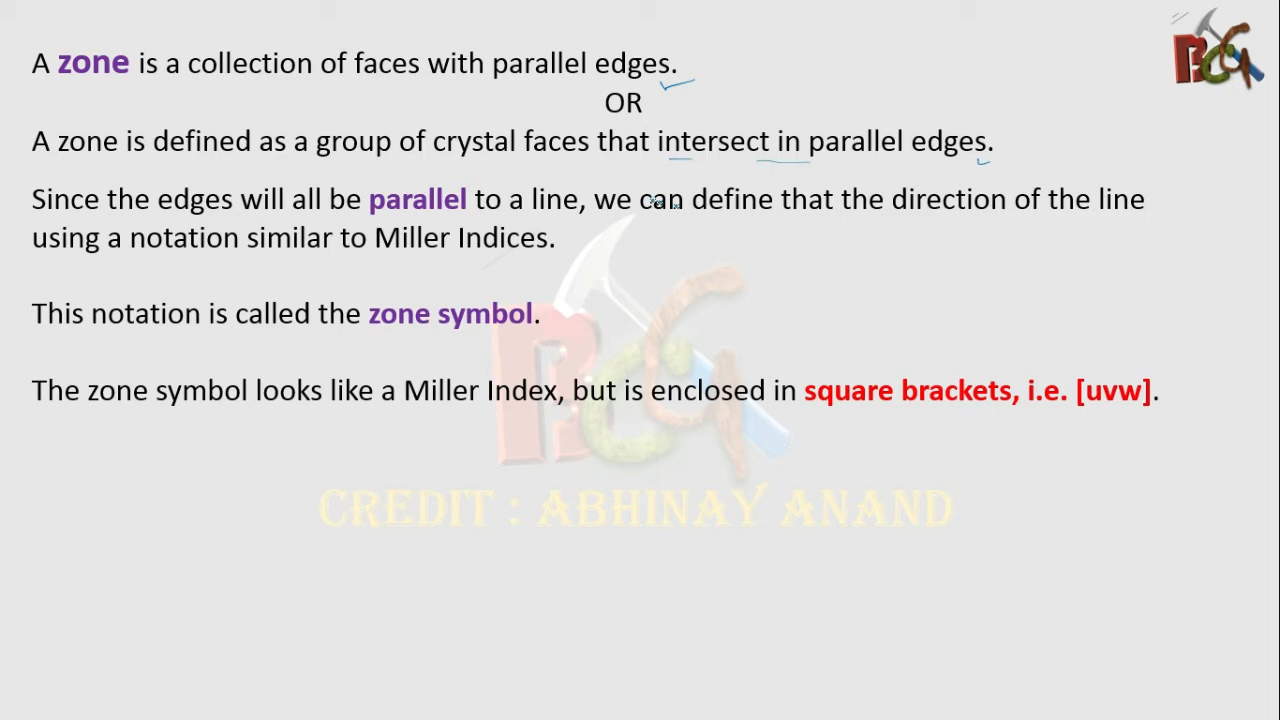 A zone is a collection of faces with parallel edges.
OR
A zone is defined as a group of crystal faces that intersect in parallel edges.
Since the edges will all be parallel to a line, we can define that the direction of the line
using a notation similar to Miller Indices.
This notation is called the zone symbol.
The zone symbol looks like a Miller Index, but is enclosed in square brackets, i.e. [uvw].
CREDIT : ABHINAY ANAND
BCG